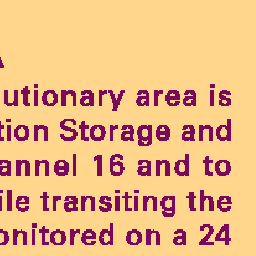 A
utionary area is
tion Storage and
annel 16 and to
ile transiting the
onitored on a 24